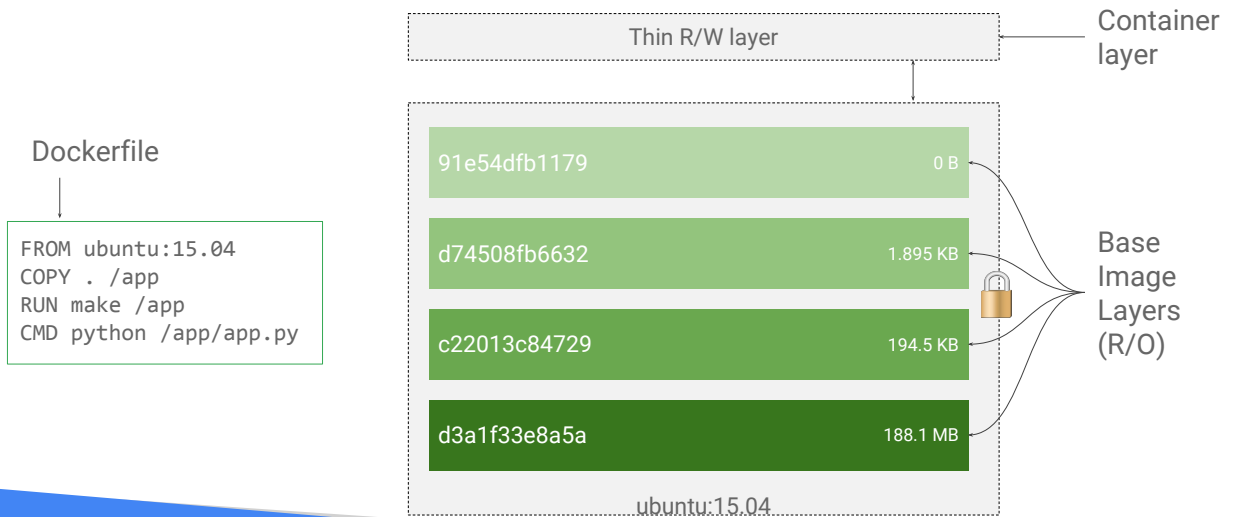 Thin R/W layer
Container
layer
Dockerfile
FROM ubuntu:15.04
COPY . /app
RUN make /app
CMD python /app/app.py
91e54dfb1179 0 B
d74508fb6632 1.895 KB
c22013c84729 194.5 KB
d3a1f33e8a5a 188.1 MB
ubuntu:15.04
Base
Image
Layers
(R/O)